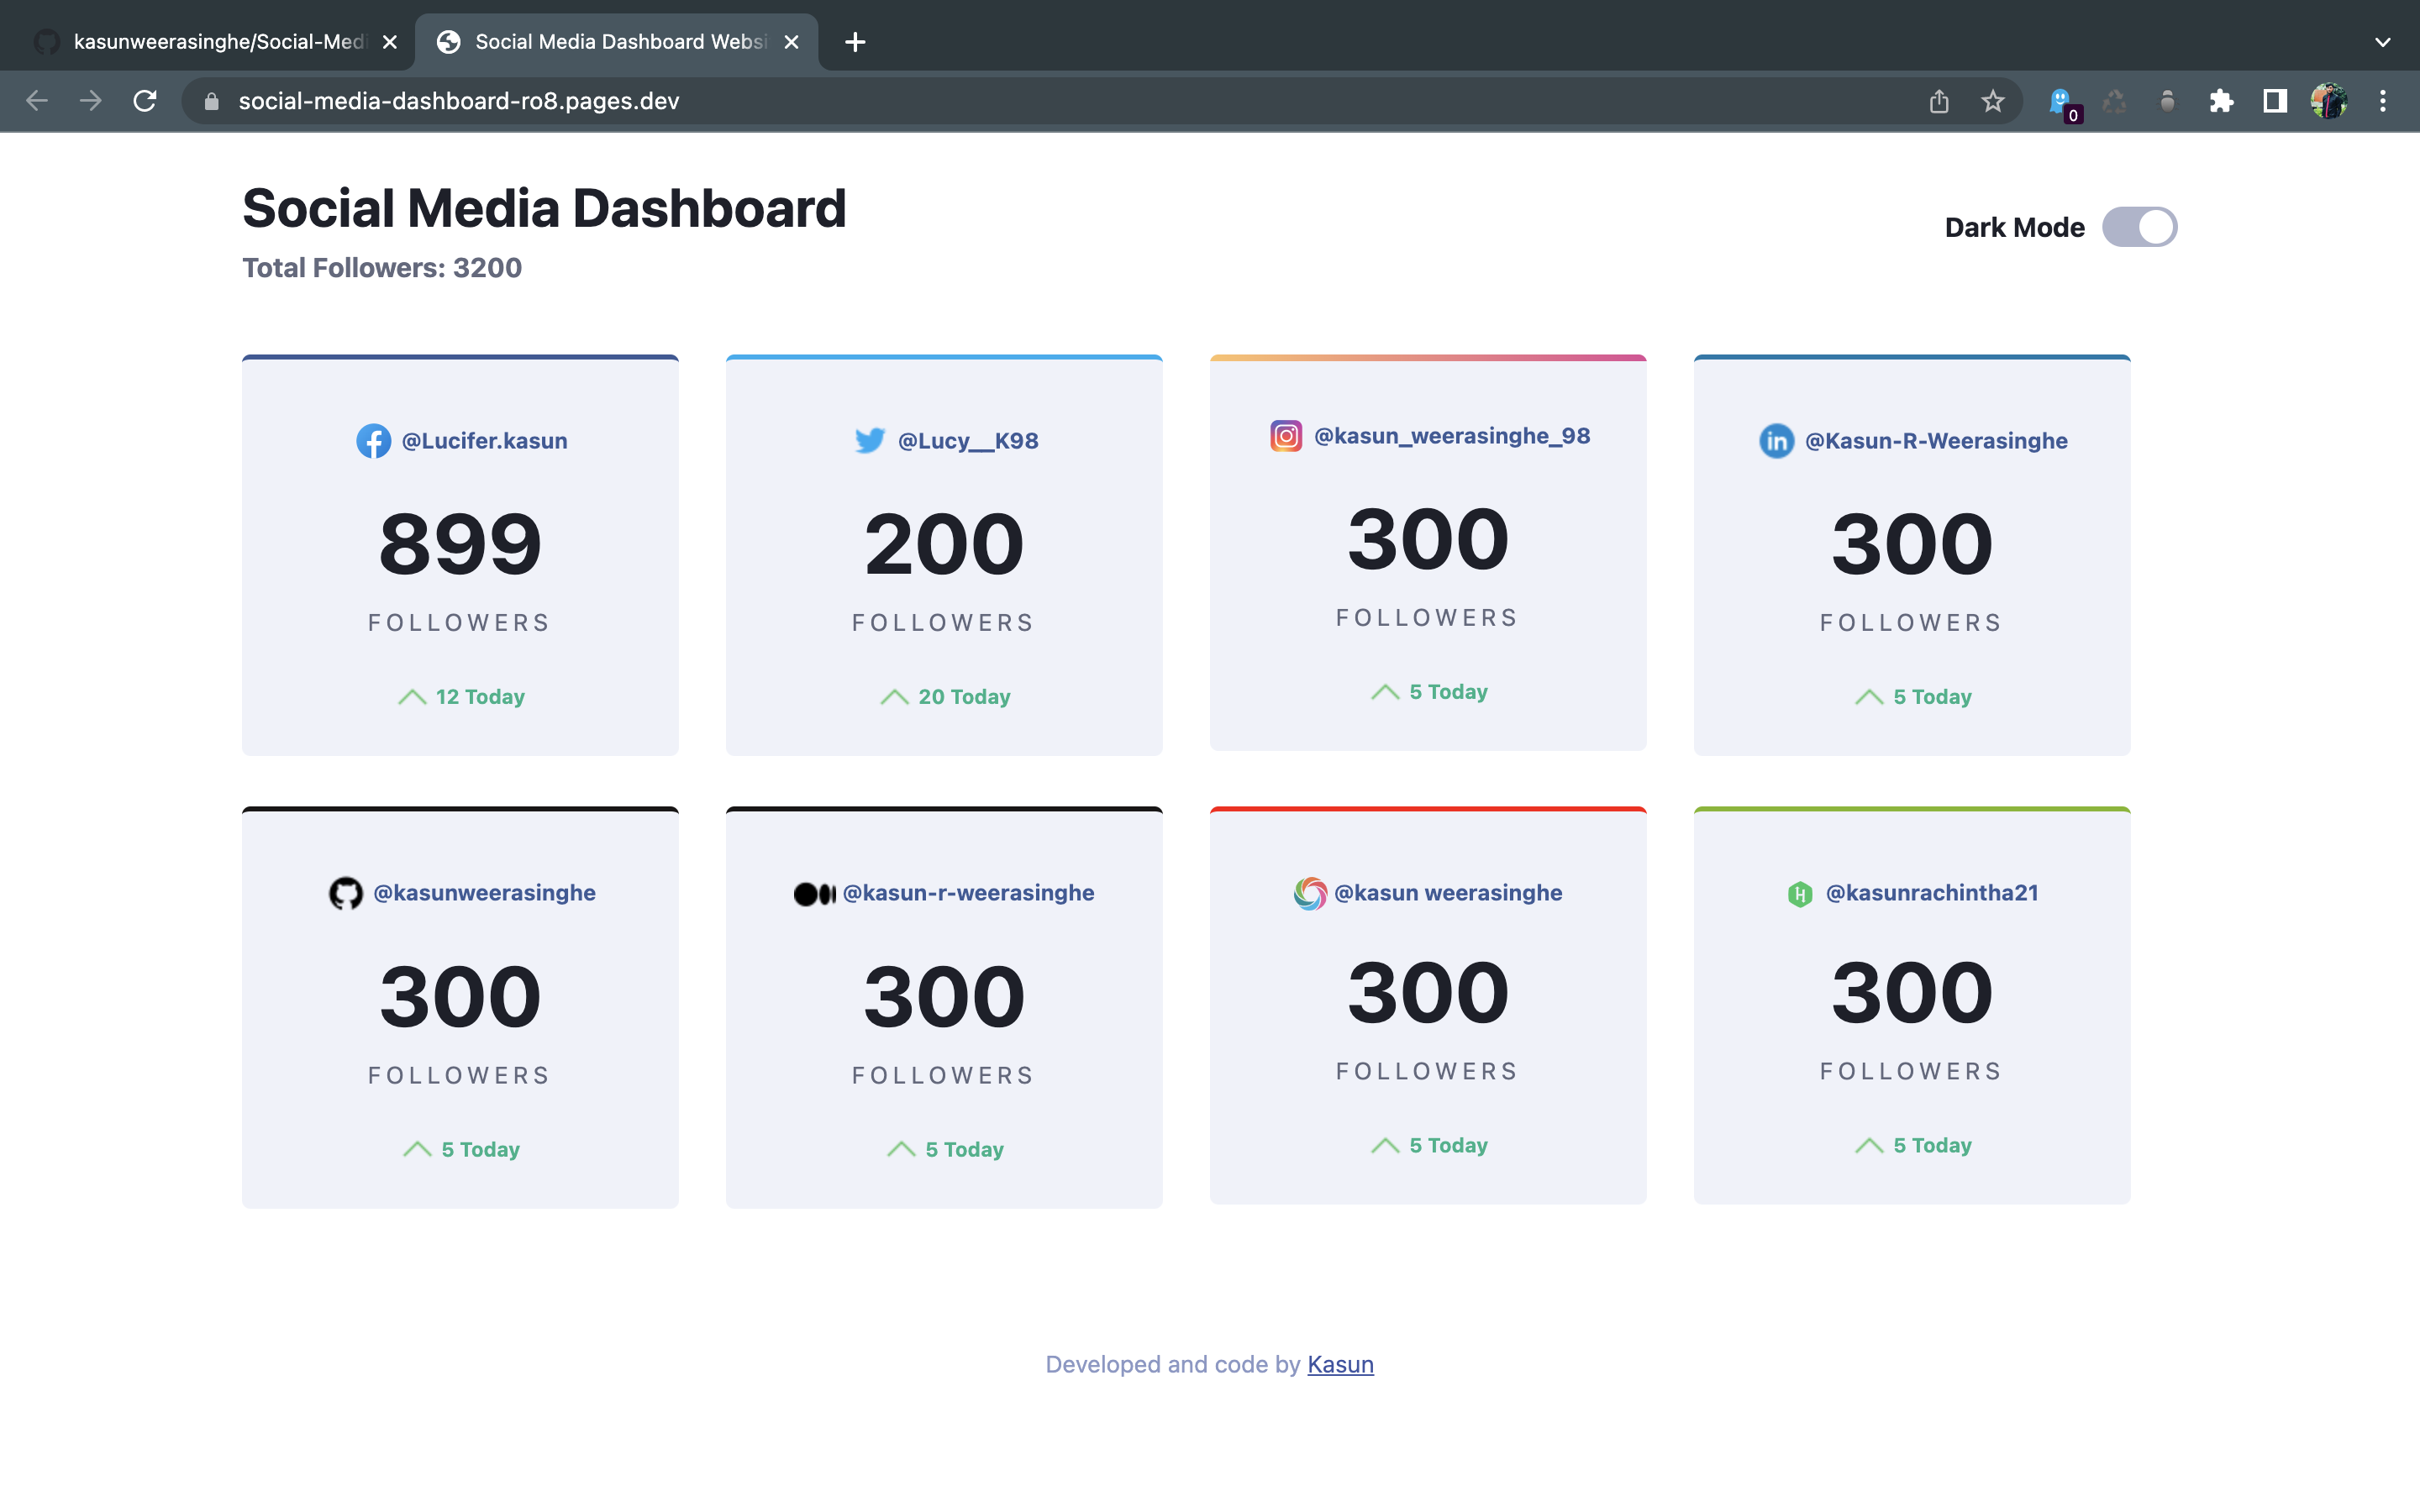 kasunweerasinghe/Social-Med
Social Media Dashboard Websi
social-media-dashboard-ro8.pages.dev
0
Social Media Dashboard
Total Followers: 3200
Dark Mode
@Lucifer.kasun
899
FOLLOWERS
12 Today
@Lucy__K98
200
FOLLOWERS
20 Today
@kasun_weerasinghe_98
300
FOLLOWERS
5 Today
@Kasun-R-Weerasinghe
300
FOLLOWERS
5 Today
@kasunweerasinghe
300
FOLLOWERS
5 Today
@kasun-r-weerasinghe
300
FOLLOWERS
5 Today
@kasun weerasinghe
300
FOLLOWERS
5 Today
@kasunrachintha21
300
FOLLOWERS
5 Today
Developed and code by Kasun